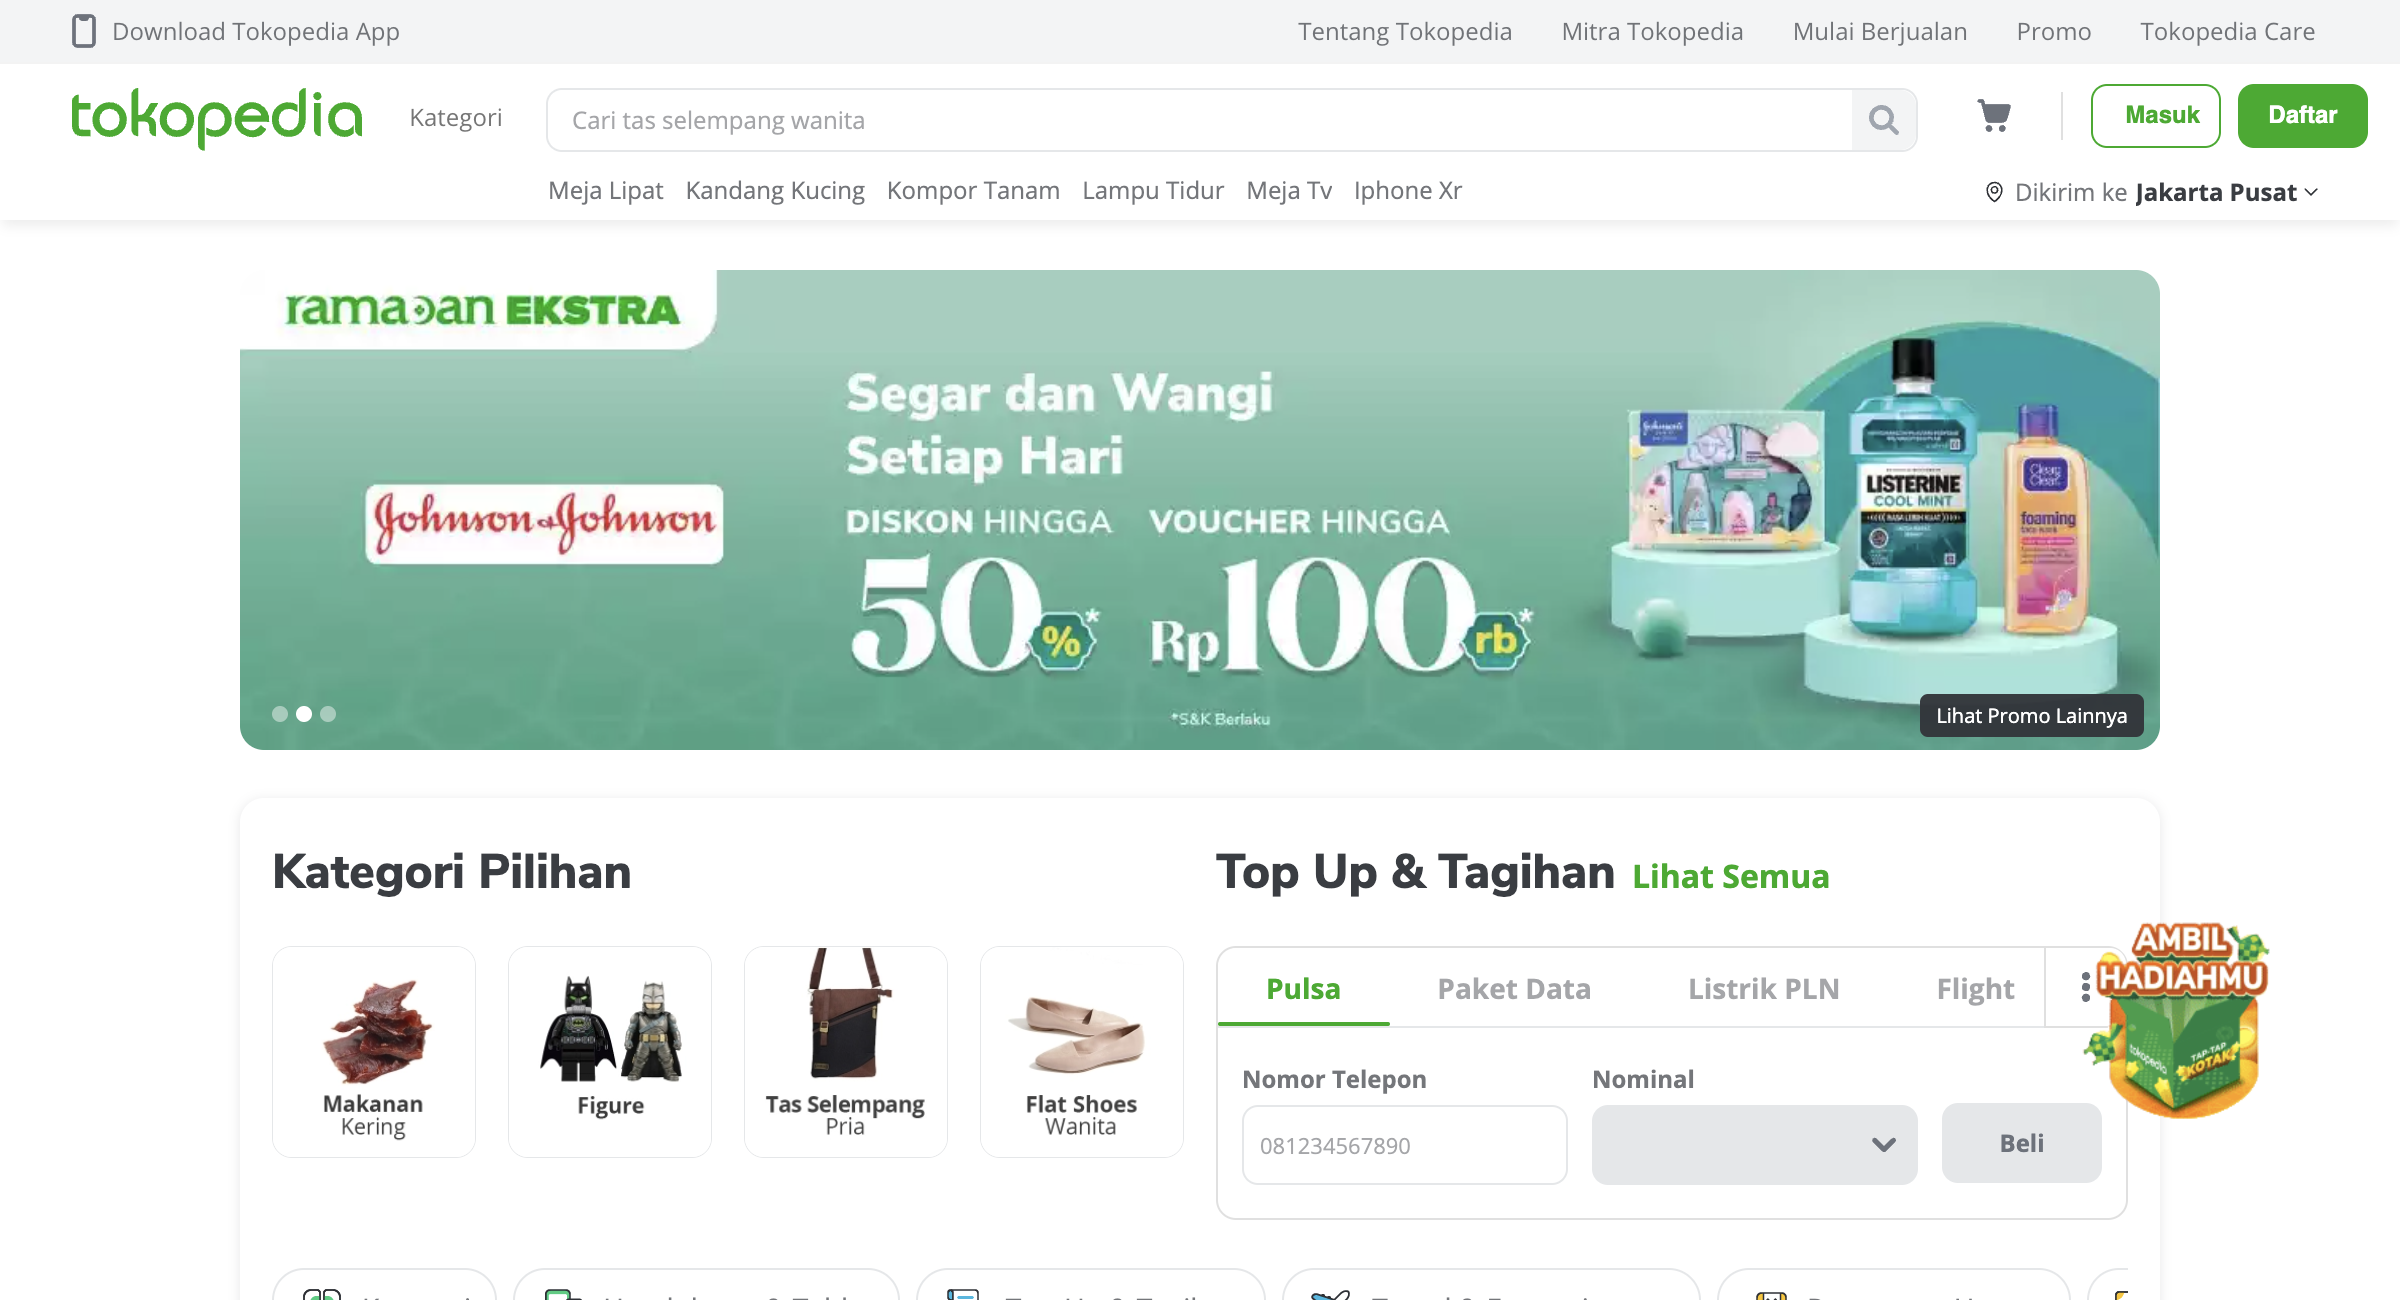 Download Tokopedia App
Tentang Tokopedia
Mitra Tokopedia
Mulai Berjualan
Promo
Tokopedia Care
tokopedia
Kategori
Cari tas selempang wanita
Masuk
Daftar
Meja Lipat
Kandang Kucing
Kompor Tanam
Lampu Tidur
Meja Tv
Iphone Xr
Dikirim ke Jakarta Pusat
ramadan EKSTRA
Johnson & Johnson
Segar dan Wangi
Setiap Hari
DISKON HINGGA
50%*
VOUCHER HINGGA
Rp100rb*
*S&K Berlaku
Johnson's
LISTERINE
COOL MINT
Clean & Clear
foaming
Lihat Promo Lainnya
Kategori Pilihan
Makanan
Kering
Figure
Tas Selempang
Pria
Flat Shoes
Wanita
Top Up & Tagihan
Lihat Semua
Pulsa
Paket Data
Listrik PLN
Flight
Nomor Telepon
081234567890
Nominal
Beli
AMBIL
HADIAHMU
tokopedia
TAP-TAP
KOTAK